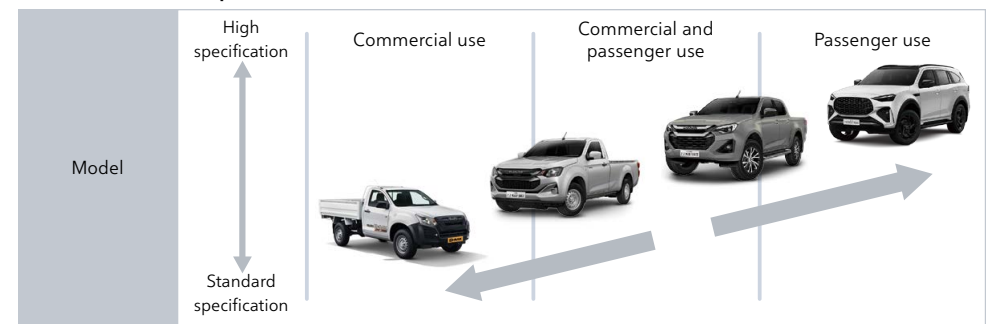 High
specification
Commercial use
Commercial and
passenger use
Passenger use
Model
Standard
specification